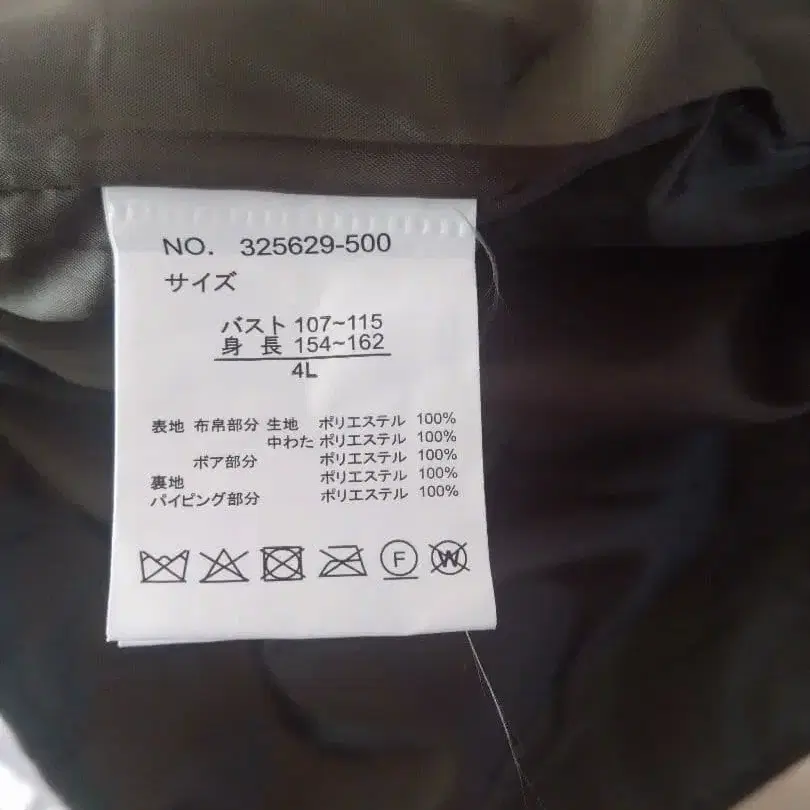 NO. 325629-500
サイズ
バスト 107~115
身 長 154~162
4L
表地 布帛部分 生地 ポリエステル 100%
中わた ポリエステル 100%
ボア部分 ポリエステル 100%
裏地 ポリエステル 100%
パイピング部分 ポリエステル 100%
F W